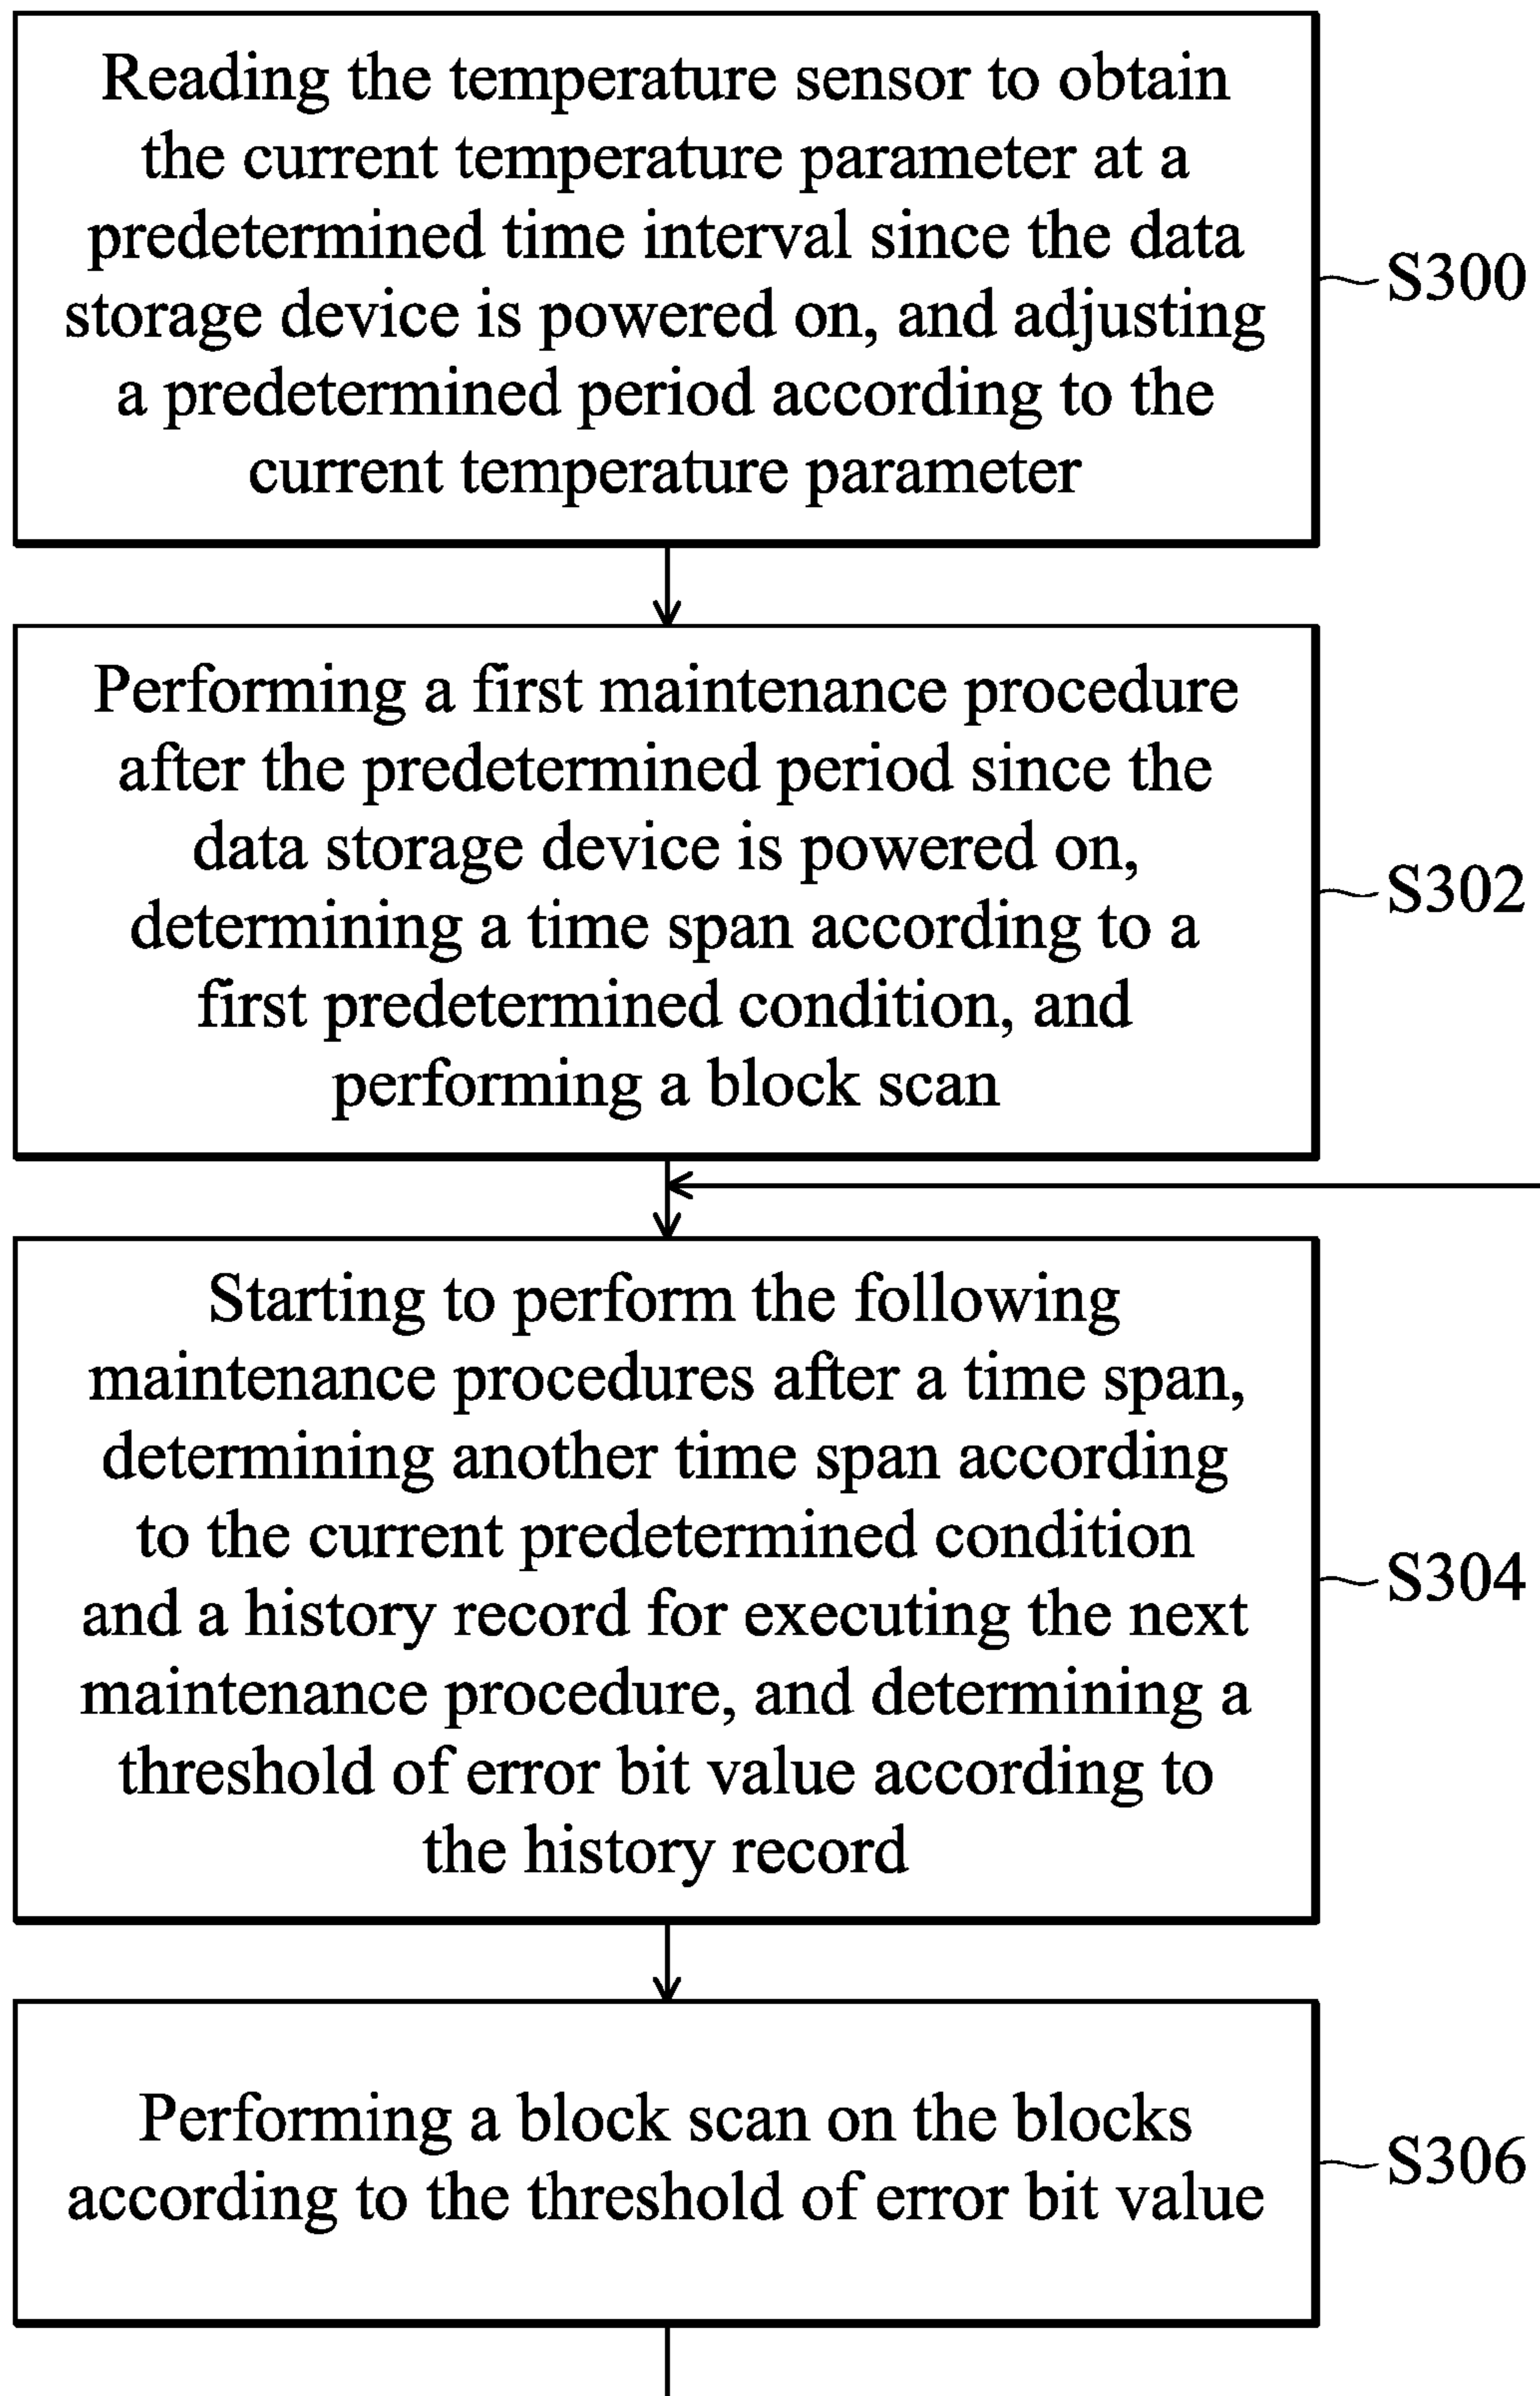 Reading the temperature sensor to obtain
the current temperature parameter at a
predetermined time interval since the data
storage device is powered on, and adjusting
a predetermined period according to the
current temperature parameter
S300
Performing a first maintenance procedure
after the predetermined period since the
data storage device is powered on,
determining a time span according to a
first predetermined condition, and
performing a block scan
S302
Starting to perform the following
maintenance procedures after a time span,
determining another time span according
to the current predetermined condition
and a history record for executing the next
maintenance procedure, and determining a
threshold of error bit value according to
the history record
S304
Performing a block scan on the blocks
according to the threshold of error bit value
S306